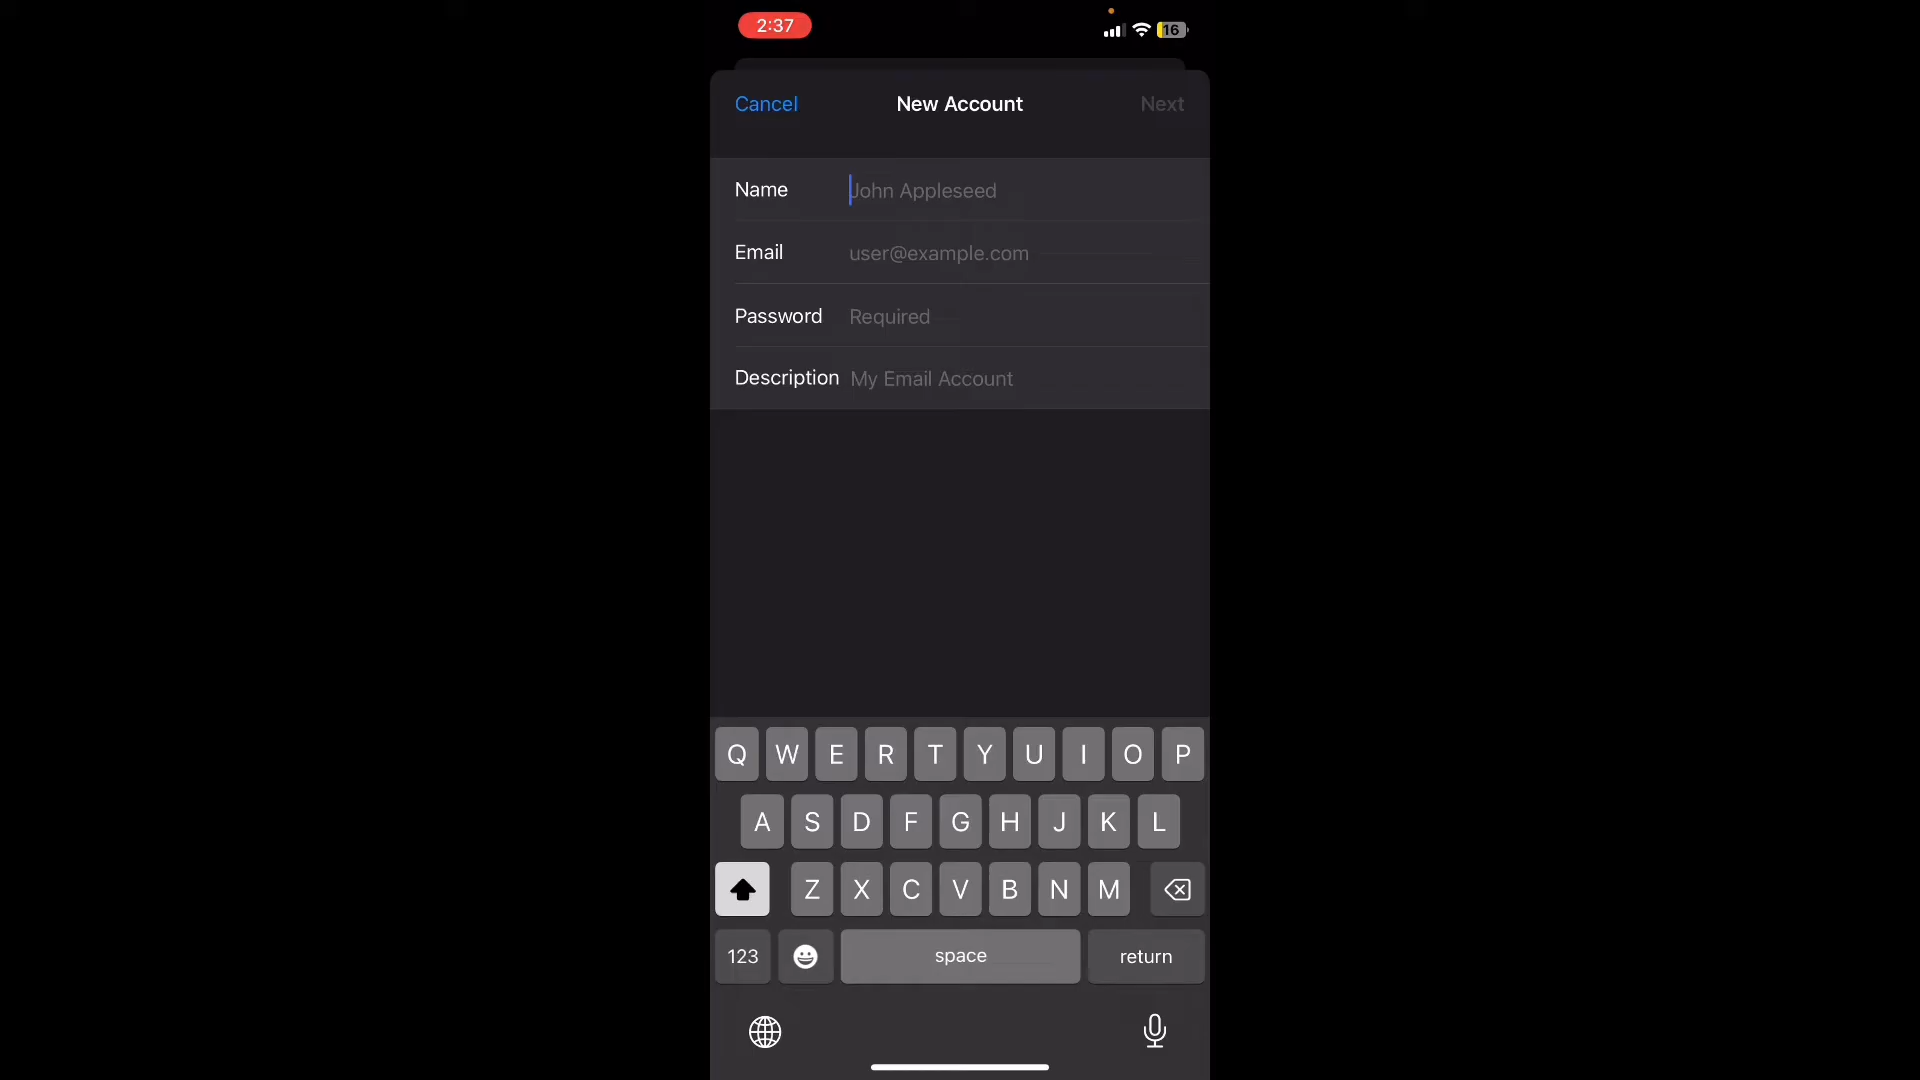 2:37
16
Cancel New Account Next
Name John Appleseed
Email user@example.com
Password Required
Description My Email Account
Q W E R T Y U I O P
A S D F G H J K L
Z X C V B N M
123 space return